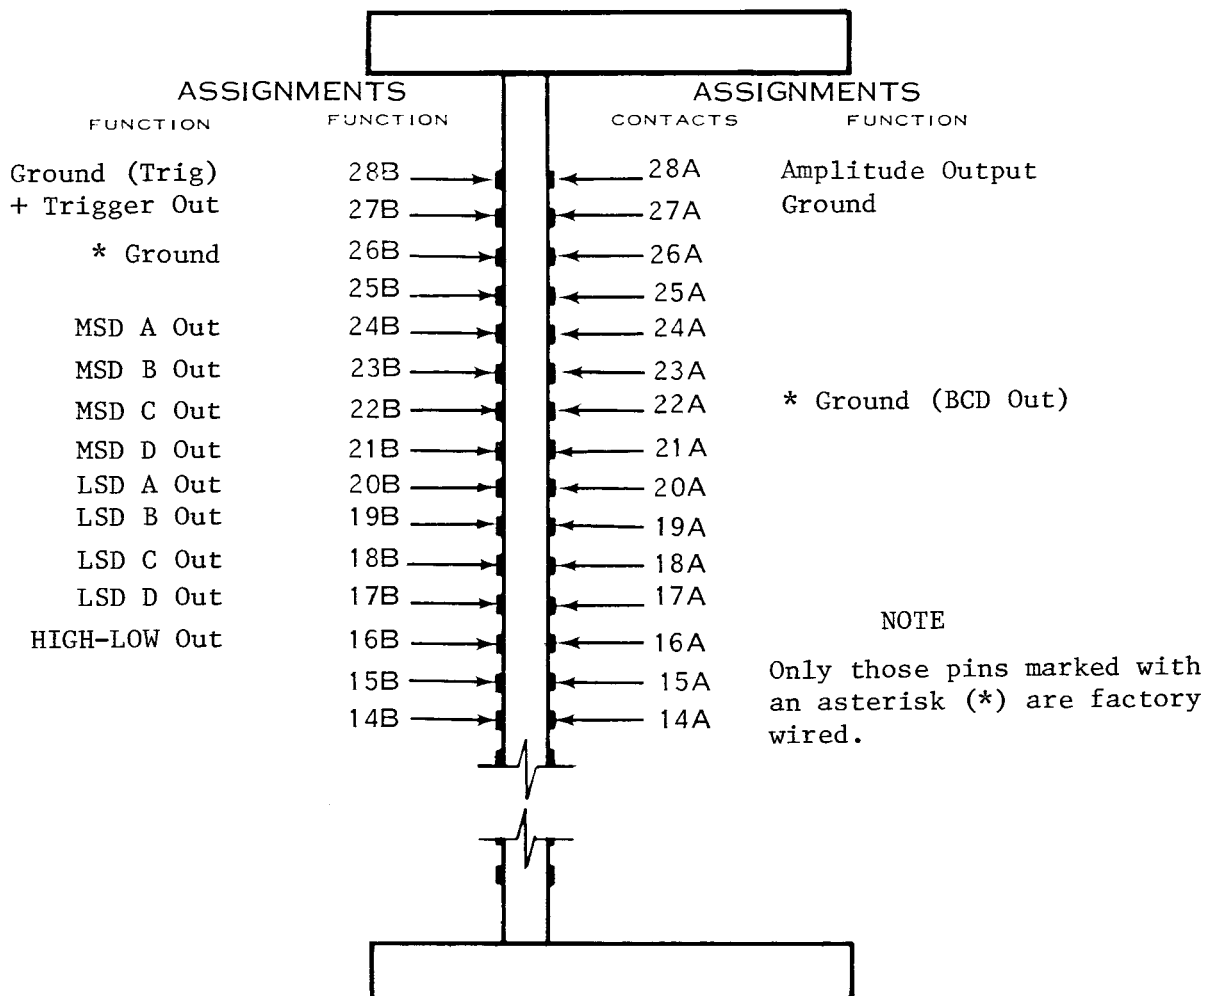 ASSIGNMENTS ASSIGNMENTS
FUNCTION FUNCTION CONTACTS FUNCTION
Ground (Trig) 28B 28A Amplitude Output
+ Trigger Out 27B 27A Ground
* Ground 26B 26A
25B 25A
MSD A Out 24B 24A
MSD B Out 23B 23A
MSD C Out 22B 22A * Ground (BCD Out)
MSD D Out 21B 21A
LSD A Out 20B 20A
LSD B Out 19B 19A
LSD C Out 18B 18A
LSD D Out 17B 17A
HIGH-LOW Out 16B 16A
15B 15A
14B 14A
NOTE
Only those pins marked with
an asterisk (*) are factory
wired.